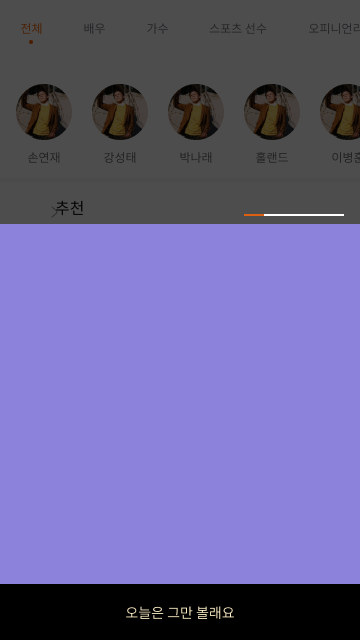 전체 배우 가수 스포츠 선수 오피니언리
손연재 강성태 박나래 홀랜드 이병홍
추천
오늘은 그만 볼래요